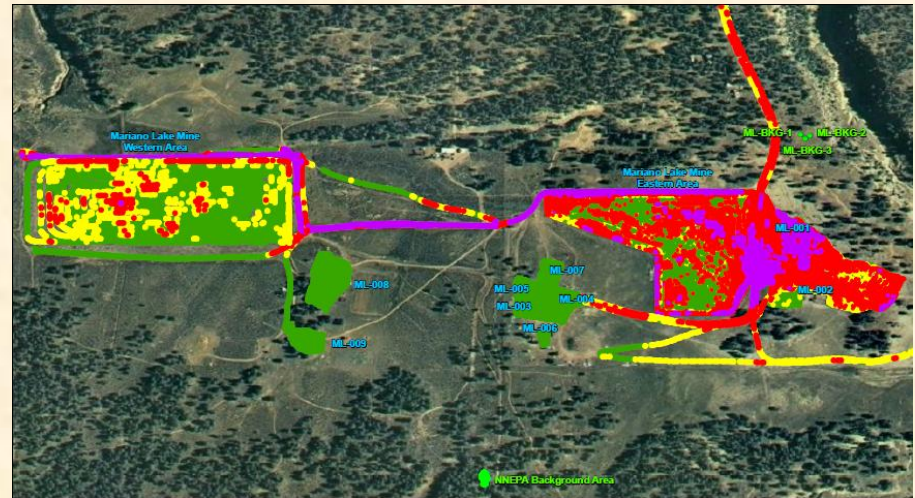 Mariano Lake Mine
Western Area
ML-BKG-1
ML-BKG-2
ML-BKG-3
Mariano Lake Mine
Eastern Area
ML-001
ML-007
ML-008
ML-005
ML-004
ML-002
ML-003
ML-006
ML-009
NNEPA Background Area